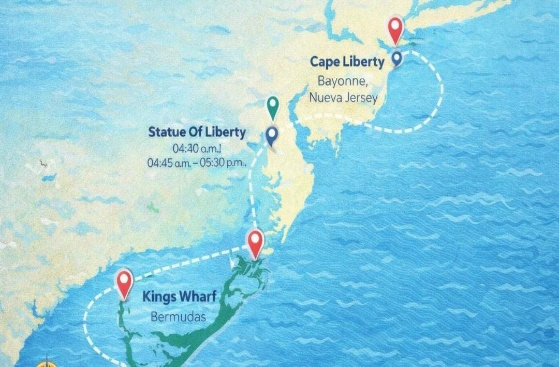 Cape Liberty
Bayonne,
Nueva Jersey
Statue Of Liberty
04:40 a.m.!
04:45 a.m. – 05:30 p.m..
Kings Wharf
Bermudas